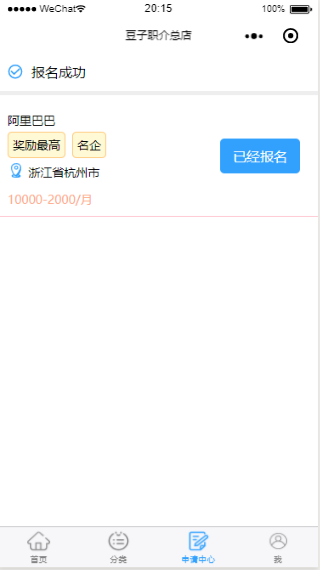 ●●●●● WeChat 20:15 100%
豆子职介总店
报名成功
阿里巴巴
奖励最高 名企
浙江省杭州市
已经报名
10000-2000/月
首页 分类 申请中心 我